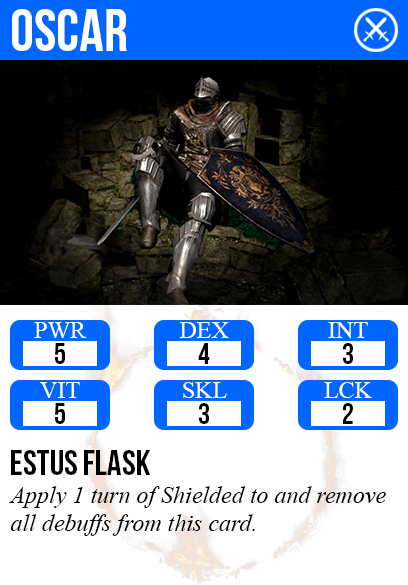 OSCAR
PWR DEX INT
5 4 3
VIT SKL LCK
5 3 2
ESTUS FLASK
Apply 1 turn of Shielded to and remove
all debuffs from this card.